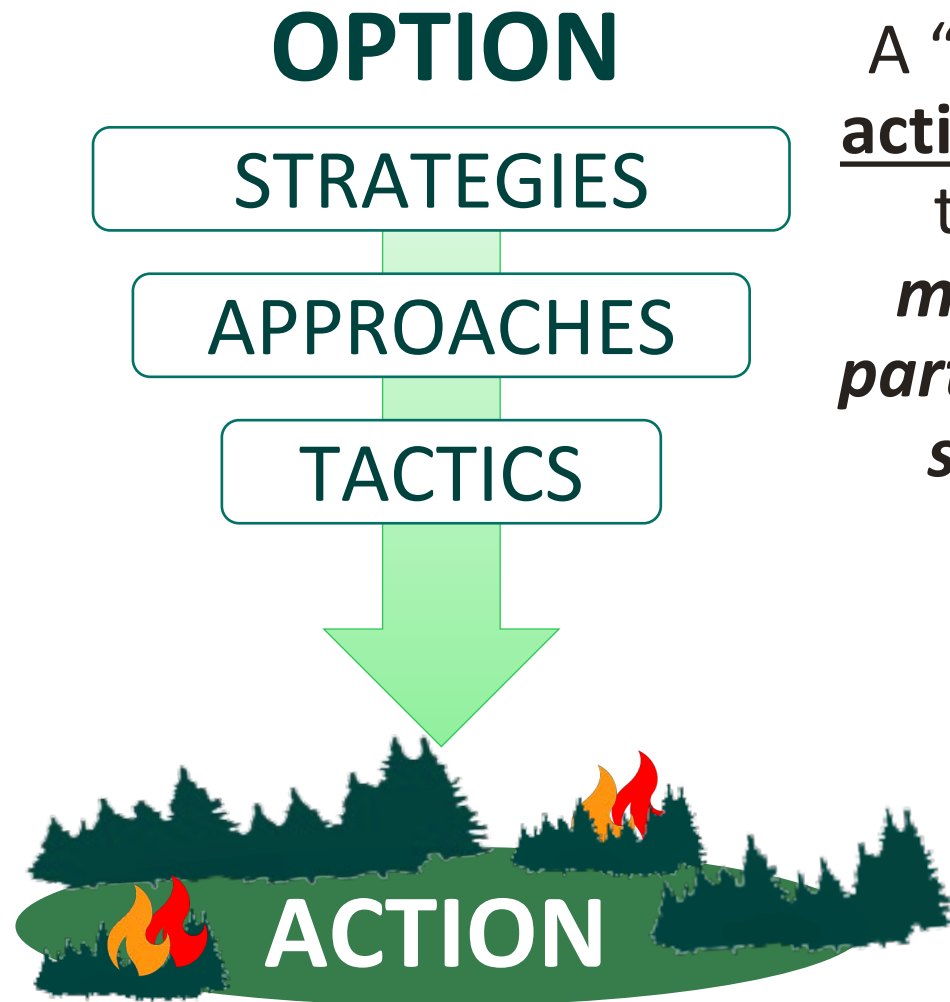 OPTION
STRATEGIES
APPROACHES
TACTICS
ACTION
A “